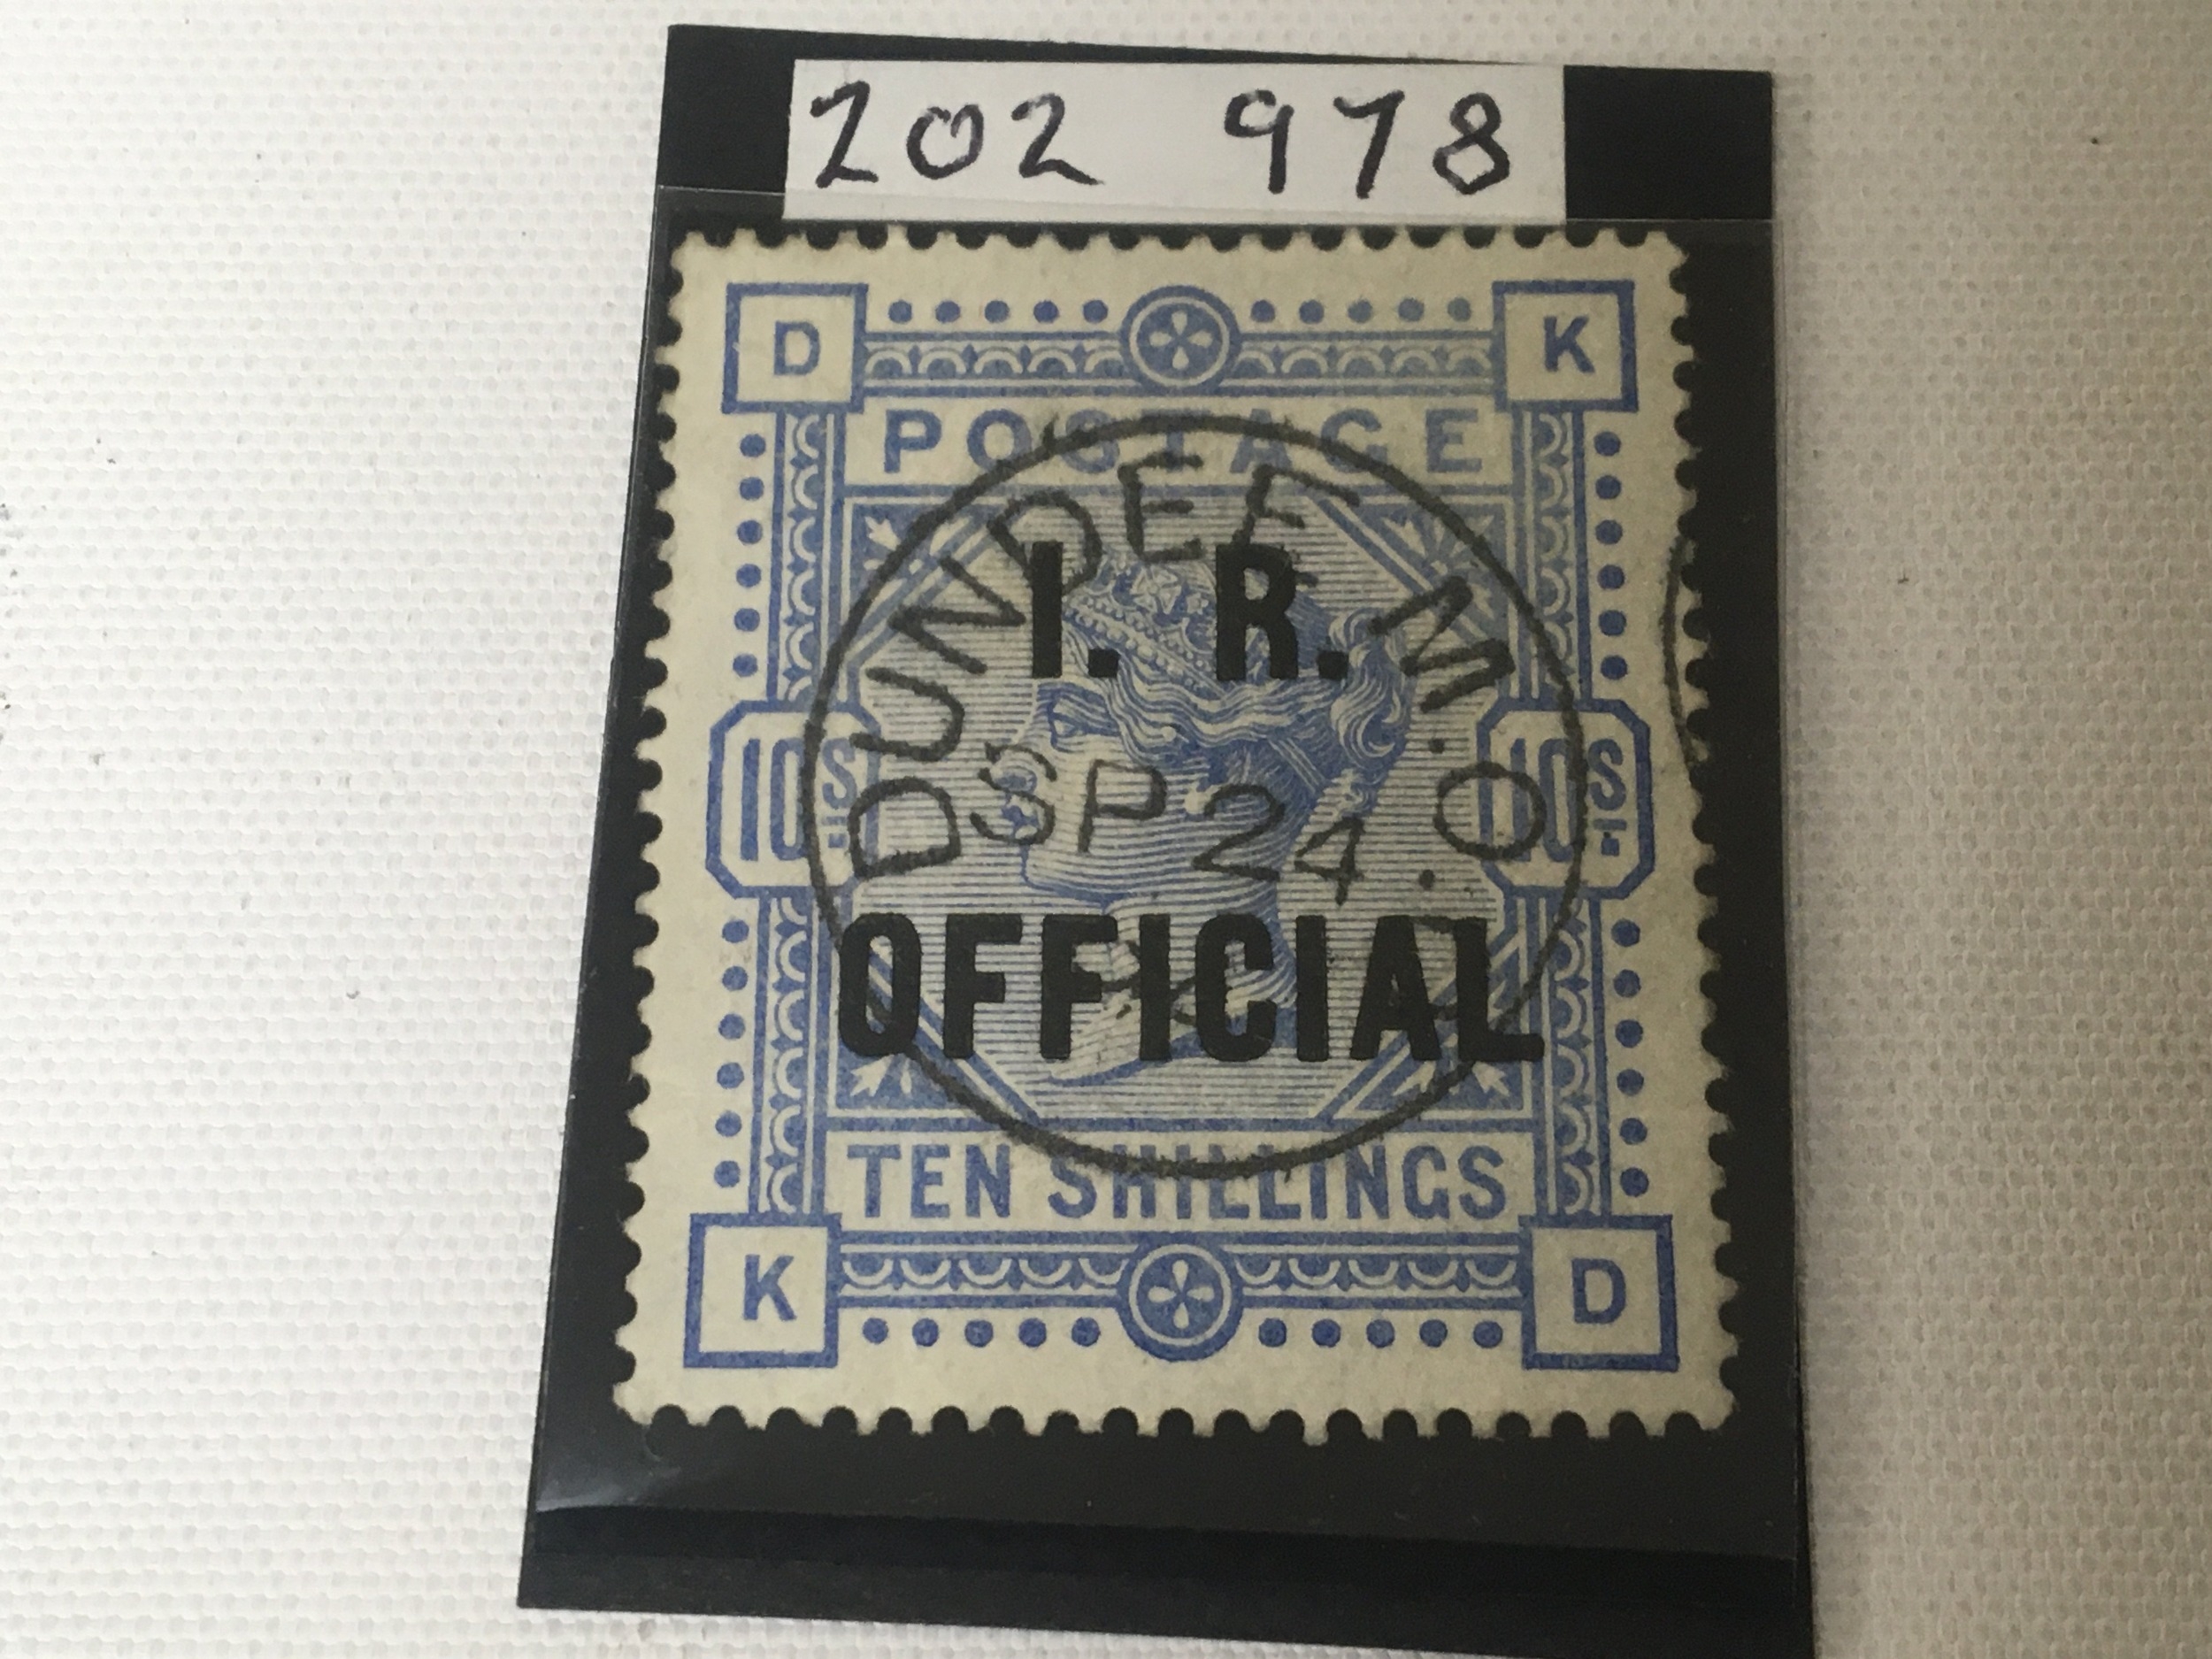 202 978
D K
POSTAGE
DUNDEE M.O
I. R.
10S 10S
SP 24
OFFICIAL
TEN SHILLINGS
K D